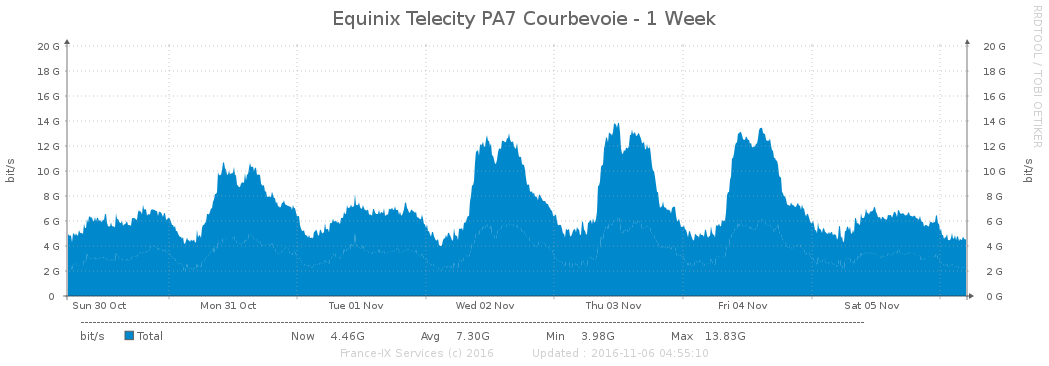 Equinix Telecity PA7 Courbevoie - 1 Week
RRDTOOL / TOBI OETIKER
bit/s
20 G
18 G
16 G
14 G
12 G
10 G
8 G
6 G
4 G
2 G
0
20 G
18 G
16 G
14 G
12 G
10 G
8 G
6 G
4 G
2 G
0 G
bit/s
Sun 30 Oct Mon 31 Oct Tue 01 Nov Wed 02 Nov Thu 03 Nov Fri 04 Nov Sat 05 Nov
bit/s Total Now 4.46G Avg 7.30G Min 3.98G Max 13.83G
France-IX Services (c) 2016 Updated : 2016-11-06 04:55:10